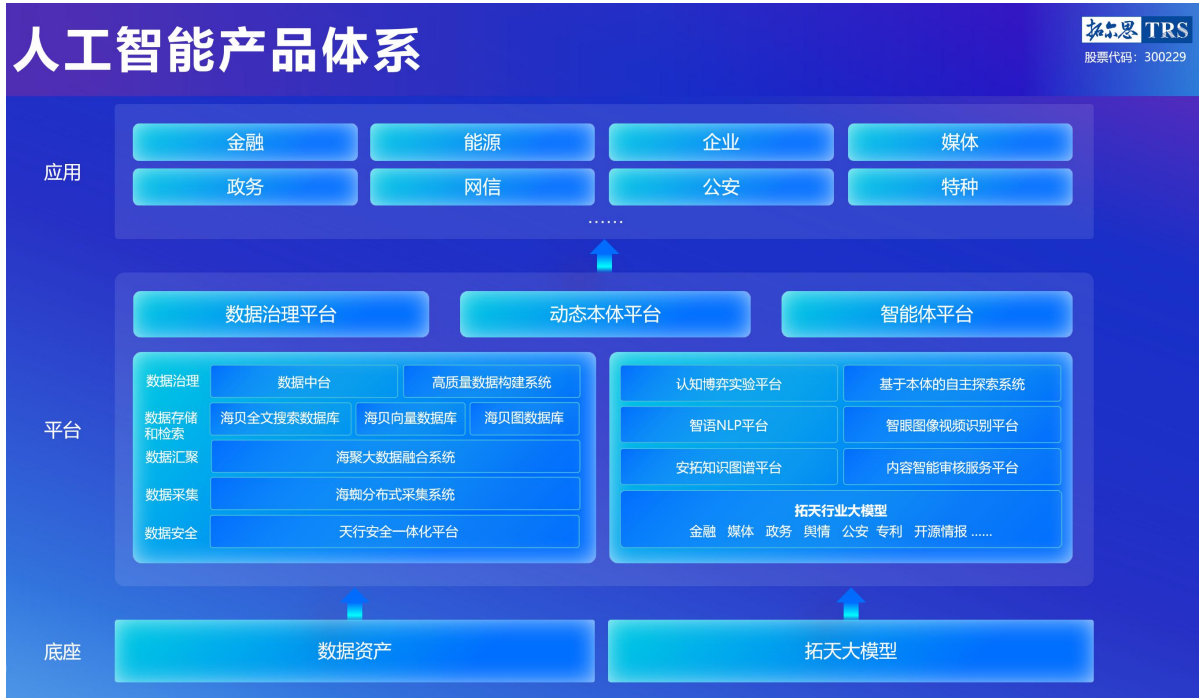 人工智能产品体系
拓尔思 TRS
股票代码：300229
应用
金融
能源
企业
媒体
政务
网信
公安
特种
......
平台
数据治理平台
动态本体平台
智能体平台
数据治理
数据中台
高质量数据构建系统
数据存储
和检索
海贝全文搜索数据库
海贝向量数据库
海贝图数据库
数据汇聚
海聚大数据融合系统
数据采集
海蜘分布式采集系统
数据安全
天行安全一体化平台
认知博弈实验平台
基于本体的自主探索系统
智语NLP平台
智眼图像视频识别平台
安拓知识图谱平台
内容智能审核服务平台
拓天行业大模型
金融 媒体 政务 舆情 公安 专利 开源情报 ......
底座
数据资产
拓天大模型